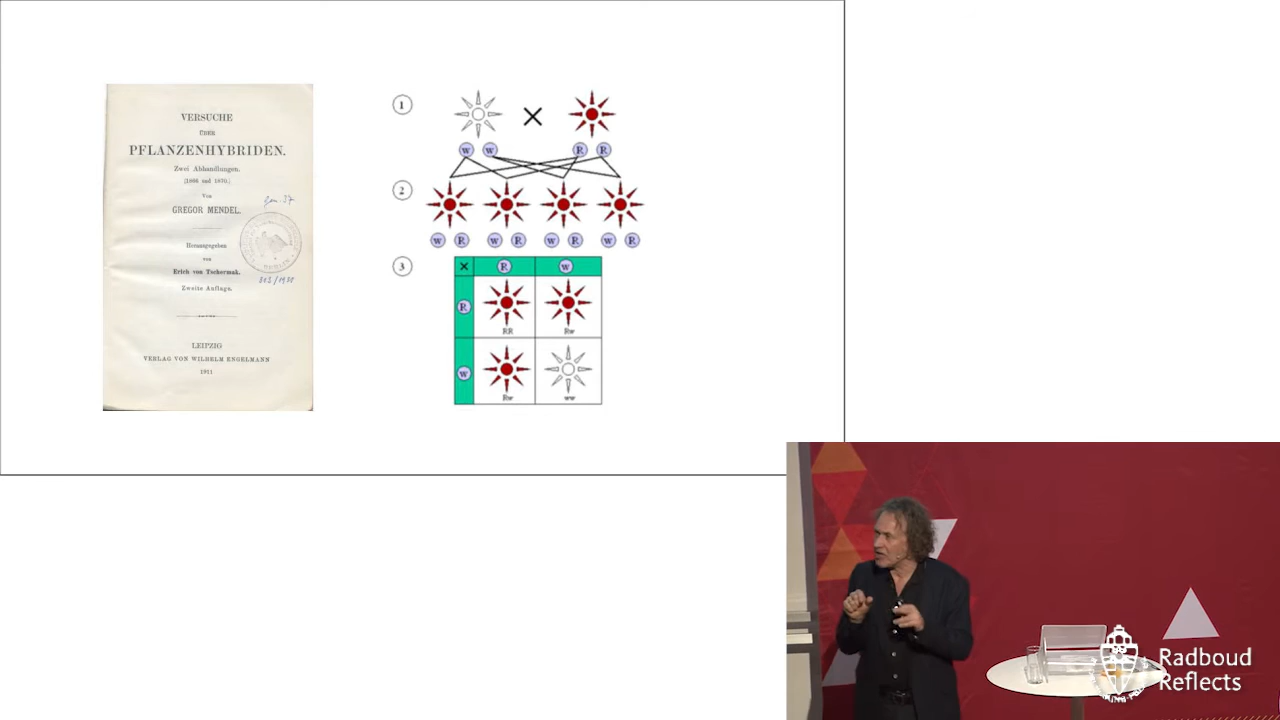 VERSUCHE
ÜBER
PFLANZENHYBRIDEN.
Zwei Abhandlungen.
(1866 und 1870.)
Von
GREGOR MENDEL.
Herausgegeben
von
Erich von Tschermak.
Zweite Auflage.
LEIPZIG
VERLAG VON WILHELM ENGELMANN
1911
1
w w R R
2
w R w R w R w R
3
× R w
R
RR Rw
w
Rw ww
Radboud
Reflects